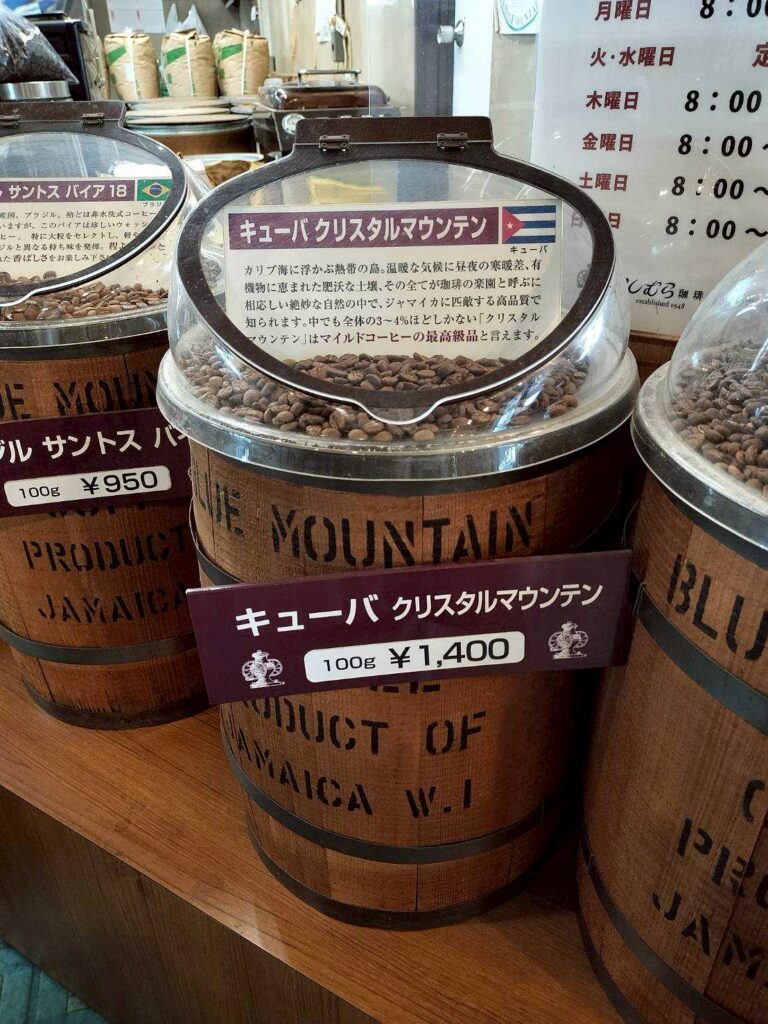 月曜日 8:00
火・水曜日 定
木曜日 8:00
金曜日 8:00〜
土曜日 8:00〜
8:00〜
しむら珈琲
established 1948
サントス バイア 18
ブラジル
キューバ クリスタルマウンテン
キューバ
カリブ海に浮かぶ熱帯の島。温暖な気候に昼夜の寒暖差、有
機物に恵まれた肥沃な土壌、その全てが珈琲の楽園と呼ぶに
相応しい絶妙な自然の中で、ジャマイカに匹敵する高品質で
知られます。中でも全体の3〜4%ほどしかない「クリスタル
マウンテン」はマイルドコーヒーの最高級品と言えます。
MOUN
ジル サントス バイ
100g ¥950
PRODUCT
JAMAICA
BLUE MOUNTAIN
キューバ クリスタルマウンテン
100g ¥1,400
PRODUCT OF
JAMAICA W.I
BLU
PRO
JAM